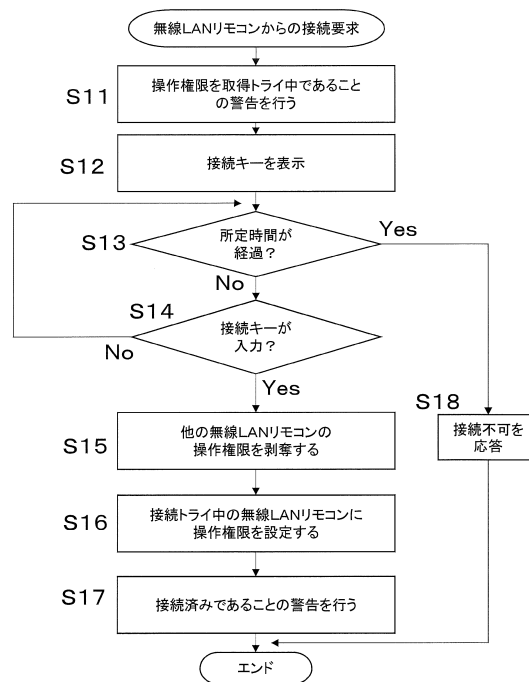 無線LANリモコンからの接続要求
S11
操作権限を取得トライ中であること
の警告を行う
S12
接続キーを表示
S13
所定時間が
経過?
Yes
No
S14
接続キーが
入力?
No
Yes
S18
接続不可を
応答
S15
他の無線LANリモコンの
操作権限を剥奪する
S16
接続トライ中の無線LANリモコンに
操作権限を設定する
S17
接続済みであることの警告を行う
エンド